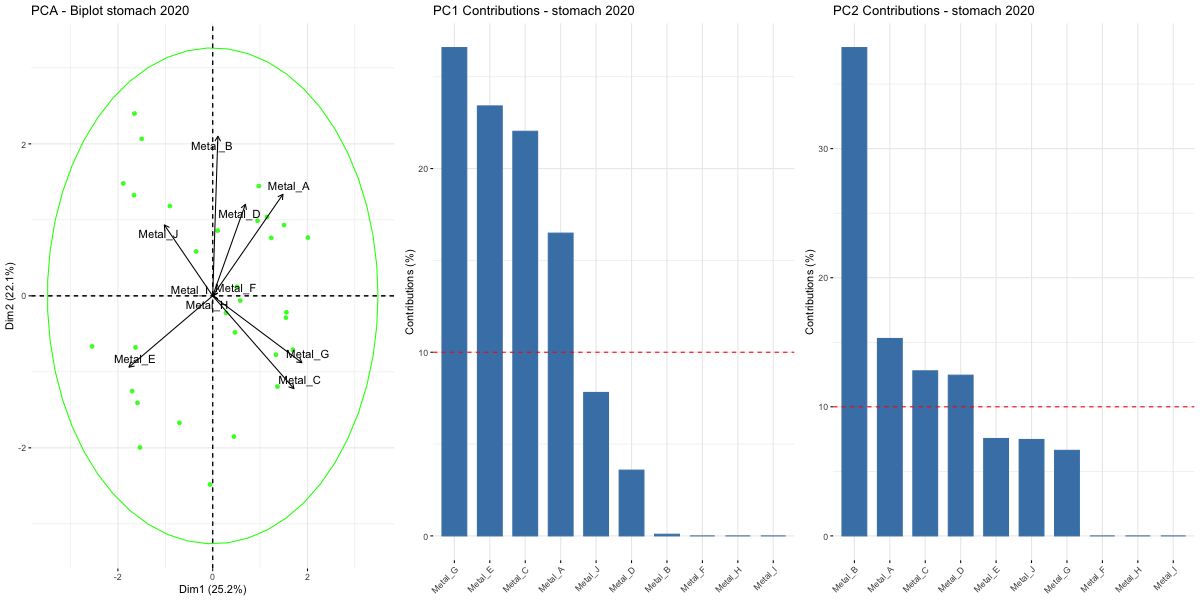 PCA - Biplot stomach 2020
Metal_B
Metal_A
Metal_D
Metal_J
Metal_I
Metal_F
Metal_H
Metal_E
Metal_G
Metal_C
2
0
-2
-2
0
2
Dim1 (25.2%)
Dim2 (22.1%)
PC1 Contributions - stomach 2020
Contributions (%)
20
10
0
Metal_G
Metal_E
Metal_C
Metal_A
Metal_J
Metal_D
Metal_B
Metal_F
Metal_H
Metal_I
PC2 Contributions - stomach 2020
Contributions (%)
30
20
10
0
Metal_B
Metal_A
Metal_C
Metal_D
Metal_E
Metal_J
Metal_G
Metal_F
Metal_H
Metal_I